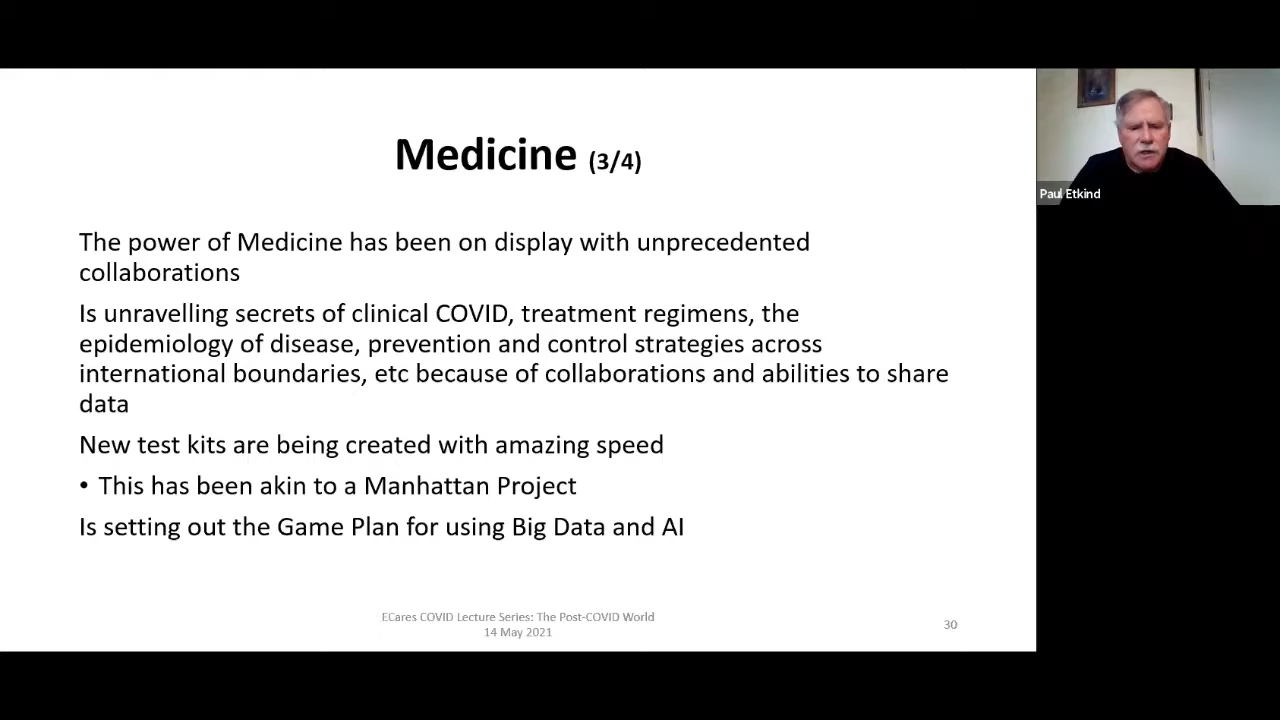 Medicine (3/4)
The power of Medicine has been on display with unprecedented
collaborations
Is unravelling secrets of clinical COVID, treatment regimens, the
epidemiology of disease, prevention and control strategies across
international boundaries, etc because of collaborations and abilities to share
data
New test kits are being created with amazing speed
• This has been akin to a Manhattan Project
Is setting out the Game Plan for using Big Data and AI
ECares COVID Lecture Series: The Post-COVID World
14 May 2021
30
Paul Etkind